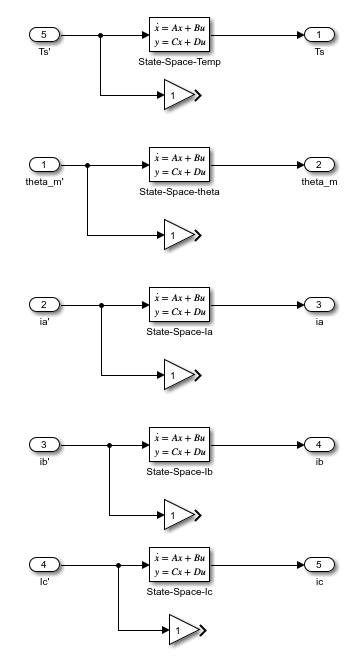 5 ẋ = Ax + Bu 1
y = Cx + Du
Ts' State-Space-Temp Ts
1
1 ẋ = Ax + Bu 2
y = Cx + Du
theta_m' State-Space-theta theta_m
1
2 ẋ = Ax + Bu 3
y = Cx + Du
ia' State-Space-Ia ia
1
3 ẋ = Ax + Bu 4
y = Cx + Du
ib' State-Space-Ib ib
1
4 ẋ = Ax + Bu 5
y = Cx + Du
Ic' State-Space-Ic ic
1